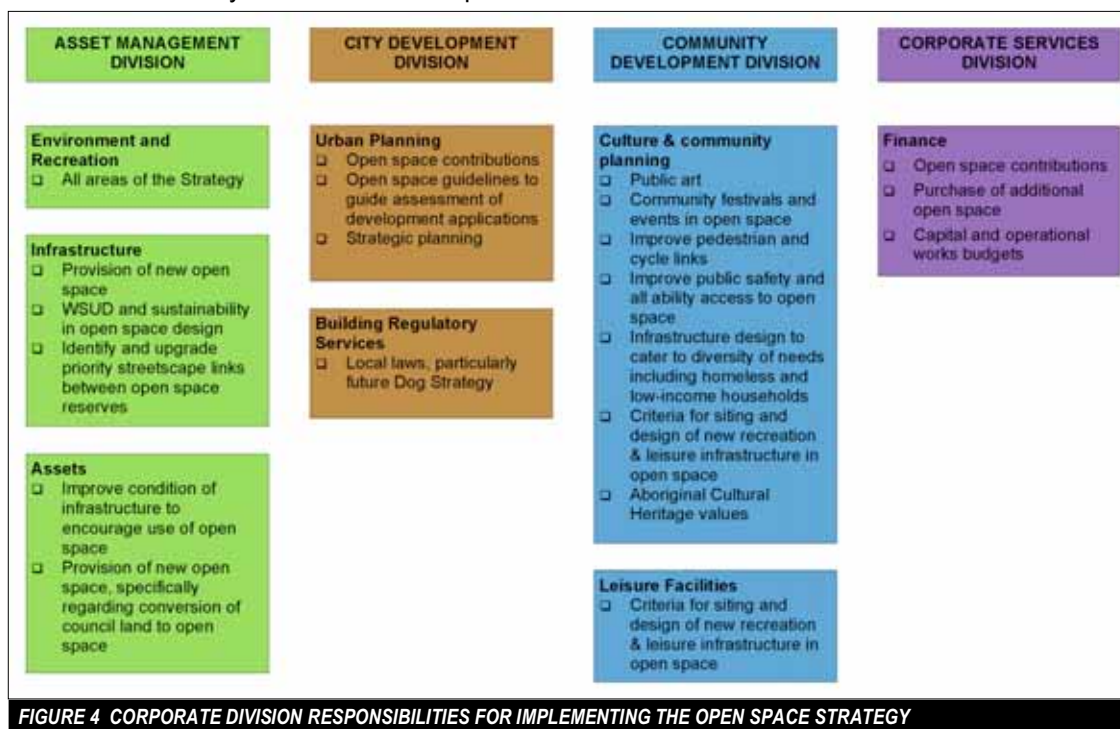 ASSET MANAGEMENT
DIVISION
Environment and
Recreation
❑ All areas of the Strategy
Infrastructure
❑ Provision of new open
space
❑ WSUD and sustainability
in open space design
❑ Identify and upgrade
priority streetscape links
between open space
reserves
Assets
❑ Improve condition of
infrastructure to
encourage use of open
space
❑ Provision of new open
space, specifically
regarding conversion of
council land to open
space
CITY DEVELOPMENT
DIVISION
Urban Planning
❑ Open space contributions
❑ Open space guidelines to
guide assessment of
development applications
❑ Strategic planning
Building Regulatory
Services
❑ Local laws, particularly
future Dog Strategy
COMMUNITY
DEVELOPMENT DIVISION
Culture & community
planning
❑ Public art
❑ Community festivals and
events in open space
❑ Improve pedestrian and
cycle links
❑ Improve public safety and
all ability access to open
space
❑ Infrastructure design to
cater to diversity of needs
including homeless and
low-income households
❑ Criteria for siting and
design of new recreation
& leisure infrastructure in
open space
❑ Aboriginal Cultural
Heritage values
Leisure Facilities
❑ Criteria for siting and
design of new recreation
& leisure infrastructure in
open space
CORPORATE SERVICES
DIVISION
Finance
❑ Open space contributions
❑ Purchase of additional
open space
❑ Capital and operational
works budgets
FIGURE 4 CORPORATE DIVISION RESPONSIBILITIES FOR IMPLEMENTING THE OPEN SPACE STRATEGY